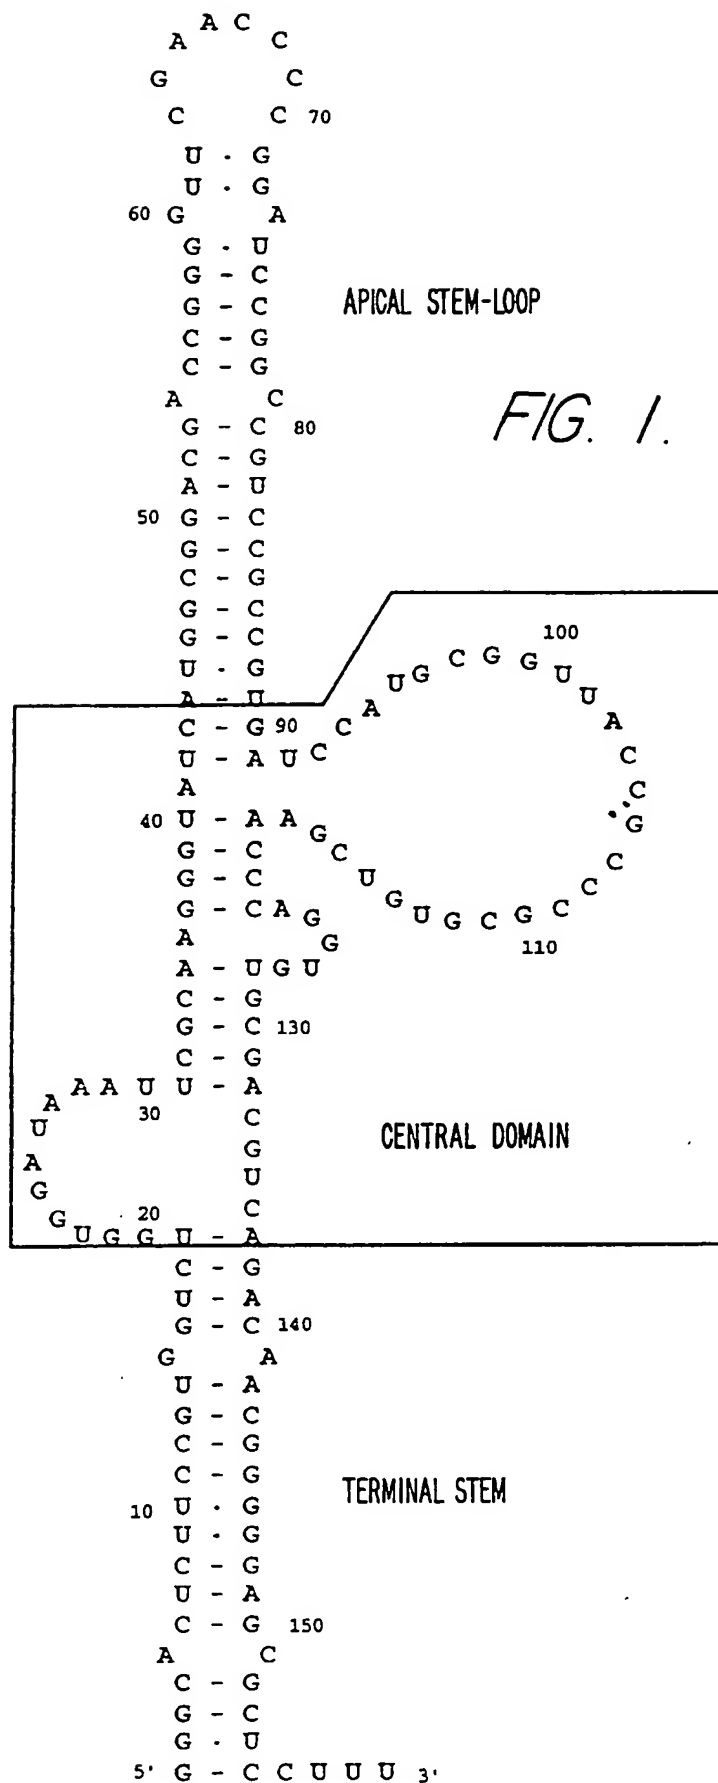 A A C C
G C
C C 70
U · G
U · G
60 G A
G · U
G - C
G - C
C - G
C - G
APICAL STEM-LOOP
A C
FIG. 1.
G - C 80
C - G
A - U
50 G - C
G - C
C - G
G - C
G - C
U · G
A - U
C - G 90
U - A U C C A U G C G G U U A C C G C C C G C G U G U C G A A
100
110
A
40 U - A
G - C
G - C
G - C A G G U G U
A
A - U
C - G
G - C 130
C - G
U - A
A U A A A U
30
C
G
U
C
CENTRAL DOMAIN
A G G U G G U - A
20
C - G
U - A
G - C 140
G A
U - A
G - C
C - G
C - G
10 U · G
U · G
C - G
U - A
C - G 150
TERMINAL STEM
A C
C - G
G - C
G · U
5' G - C C U U U 3'